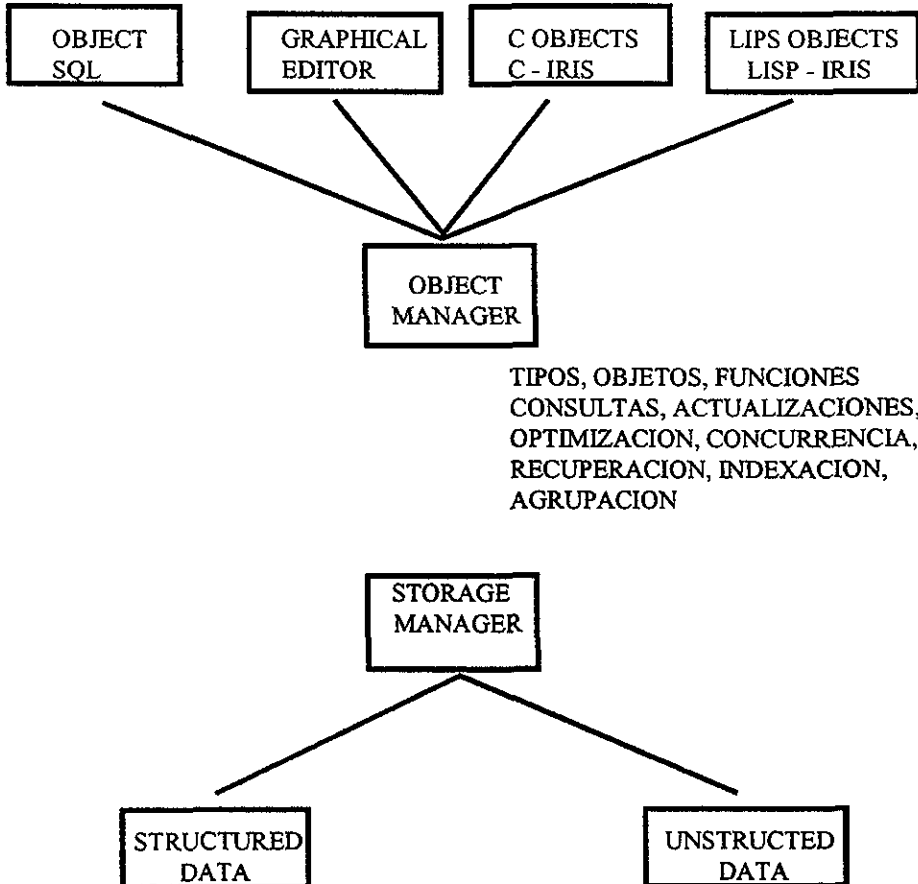 OBJECT
SQL
GRAPHICAL
EDITOR
C OBJECTS
C - IRIS
LIPS OBJECTS
LISP - IRIS
OBJECT
MANAGER
TIPOS, OBJETOS, FUNCIONES
CONSULTAS, ACTUALIZACIONES,
OPTIMIZACION, CONCURRENCIA,
RECUPERACION, INDEXACION,
AGRUPACION
STORAGE
MANAGER
STRUCTURED
DATA
UNSTRUCTED
DATA